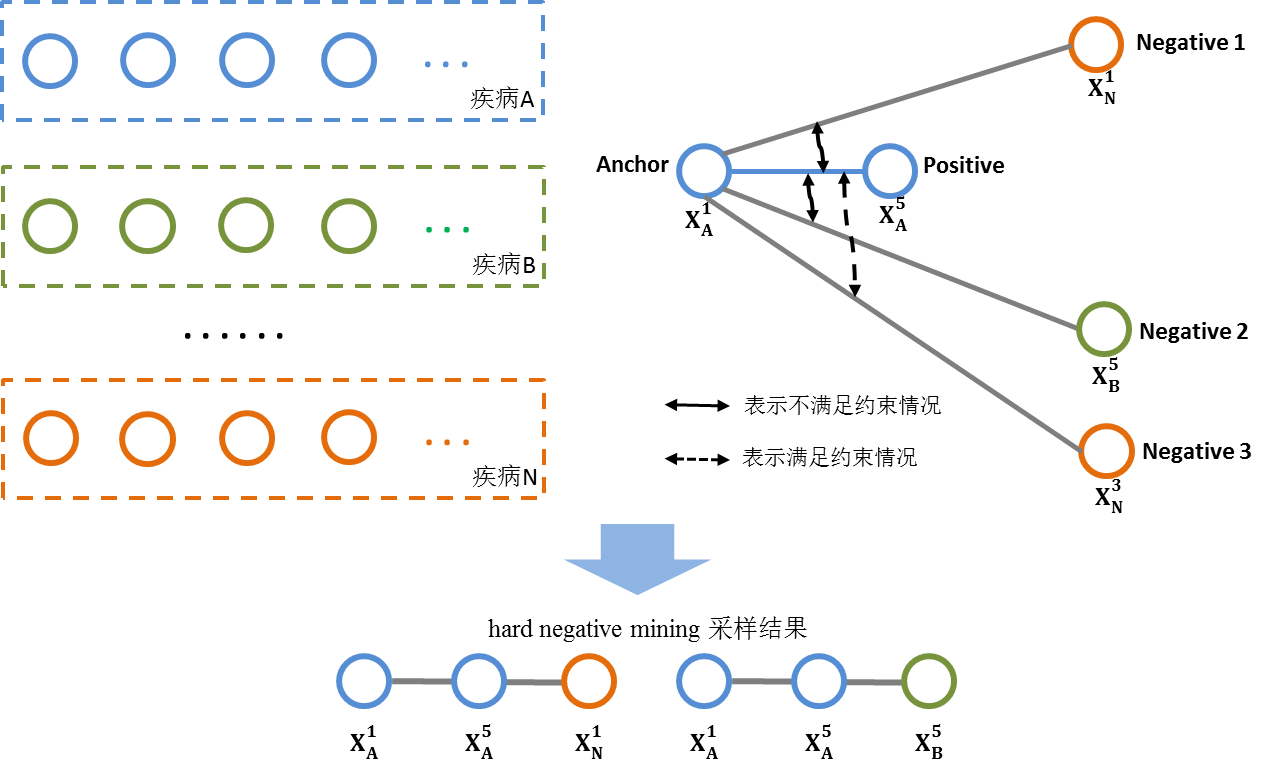 疾病A
疾病B
......
疾病N
Negative 1
X_N^1
Anchor
X_A^1
Positive
X_A^5
Negative 2
X_B^5
Negative 3
X_N^3
表示不满足约束情况
表示满足约束情况
hard negative mining 采样结果
X_A^1 X_A^5 X_N^1 X_A^1 X_A^5 X_B^5